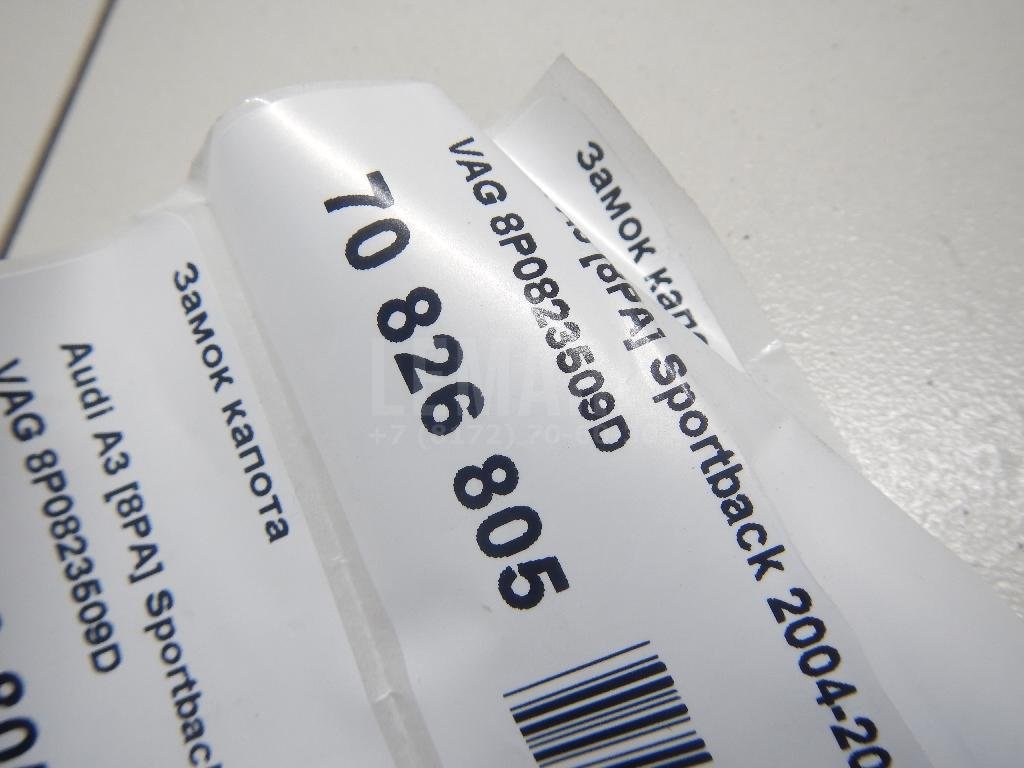 Замок капота
Audi A3 [8PA] Sportback
VAG 8P0823509D
Замок капо
[8PA] Sportback 2004-20
VAG 8P0823509D
70 826 805